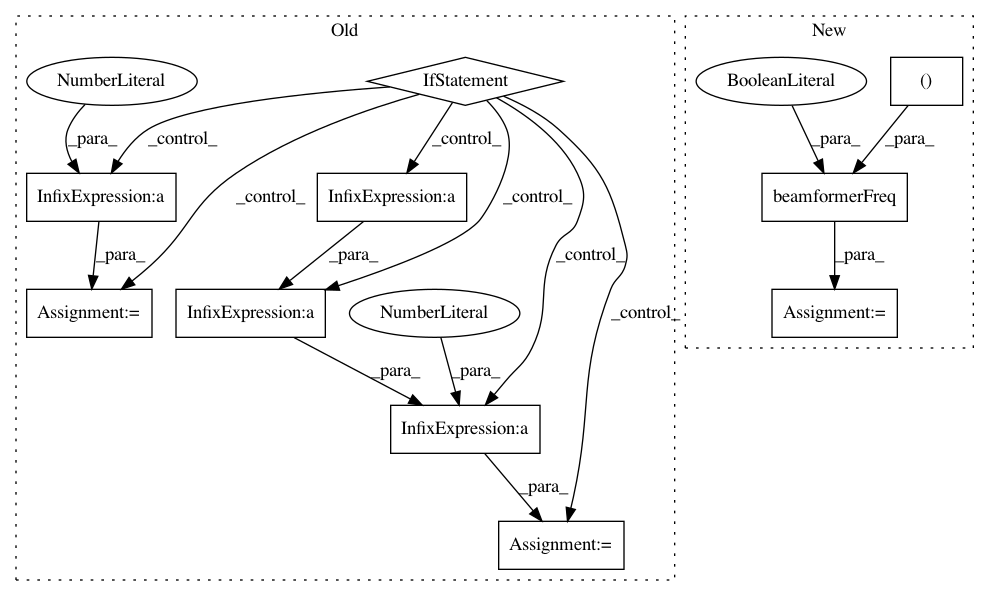 Old
New
NumberLiteral
IfStatement
BooleanLiteral
()
_para_
_control_
_control_
_para_
_para_
InfixExpression:a
_control_
InfixExpression:a
_control_
beamformerFreq
_para_
_para_
_control_
_para_
Assignment:=
InfixExpression:a
NumberLiteral
_control_
Assignment:=
_para_
_para_
InfixExpression:a
_para_
Assignment:=